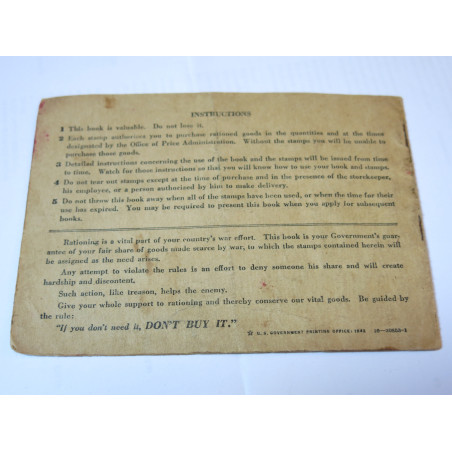 INSTRUCTIONS
1 This book is valuable. Do not lose it.
2 Each stamp authorizes you to purchase rationed goods in the quantities and at the times
designated by the Office of Price Administration. Without the stamps you will be unable to
purchase those goods.
3 Detailed instructions concerning the use of the book and the stamps will be issued from time
to time. Watch for those instructions so that you will know how to use your book and stamps.
4 Do not tear out stamps except at the time of purchase and in the presence of the storekeeper,
his employee, or a person authorized by him to make delivery.
5 Do not throw this book away when all of the stamps have been used, or when the time for their
use has expired. You may be required to present this book when you apply for subsequent
books.
Rationing is a vital part of your country's war effort. This book is your Government's guar-
antee of your fair share of goods made scarce by war, to which the stamps contained herein will
be assigned as the need arises.
Any attempt to violate the rules is an effort to deny someone his share and will create
hardship and discontent.
Such action, like treason, helps the enemy.
Give your whole support to rationing and thereby conserve our vital goods. Be guided by
the rule:
"If you don't need it, DON'T BUY IT."
☆ U.S. GOVERNMENT PRINTING OFFICE: 1942